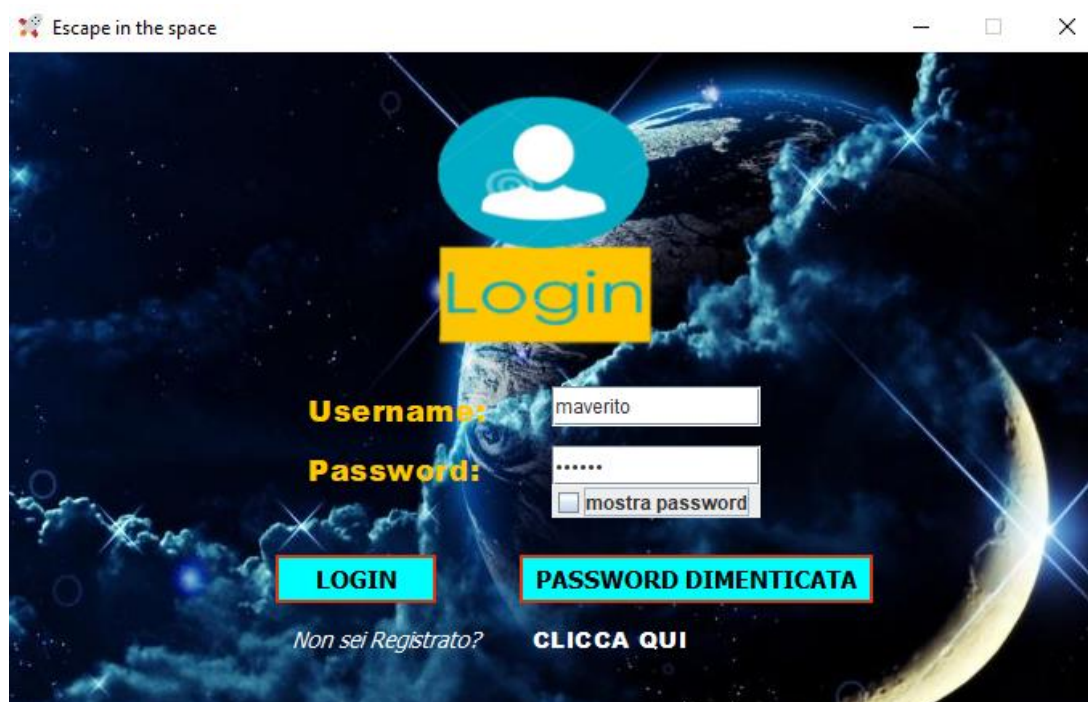 Escape in the space
Login
Username: maverito
Password: ••••••
mostra password
LOGIN PASSWORD DIMENTICATA
Non sei Registrato? CLICCA QUI